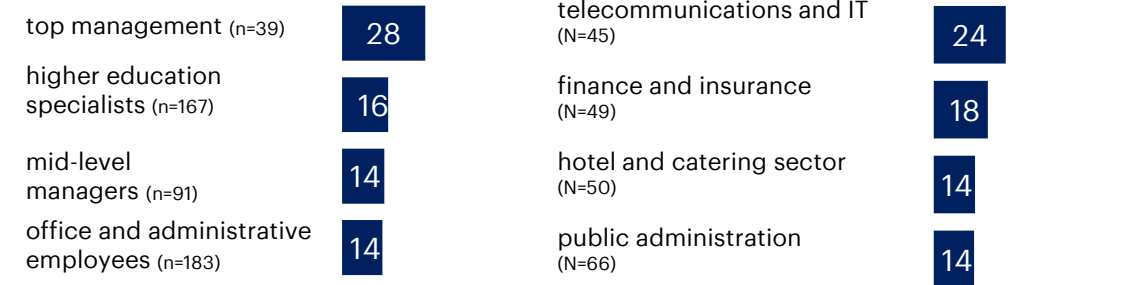 top management (n=39)
28
higher education
specialists (n=167)
16
mid-level
managers (n=91)
14
office and administrative
employees (n=183)
14
telecommunications and IT
(N=45)
24
finance and insurance
(N=49)
18
hotel and catering sector
(N=50)
14
public administration
(N=66)
14